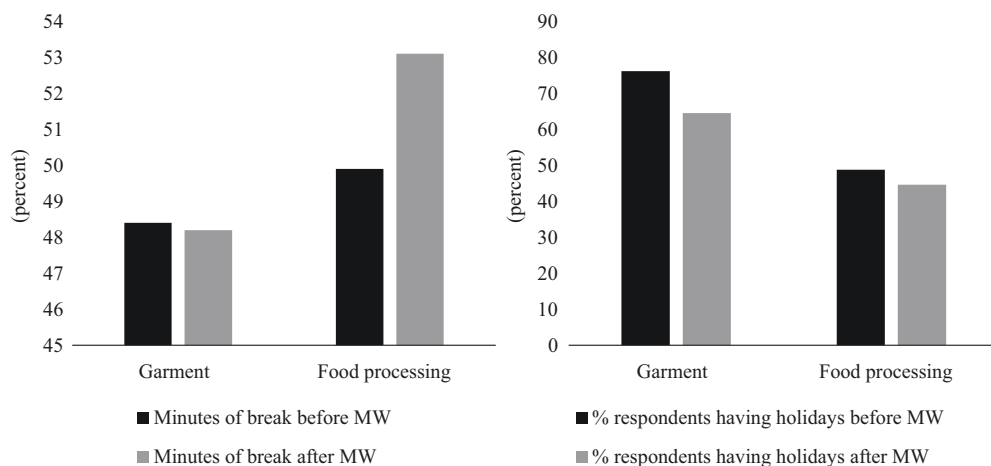 54
53
52
51
50
49
48
47
46
45
(percent)
Garment
Food processing
■ Minutes of break before MW
■ Minutes of break after MW
90
80
70
60
50
40
30
20
10
0
(percent)
Garment
Food processing
■ % respondents having holidays before MW
■ % respondents having holidays after MW